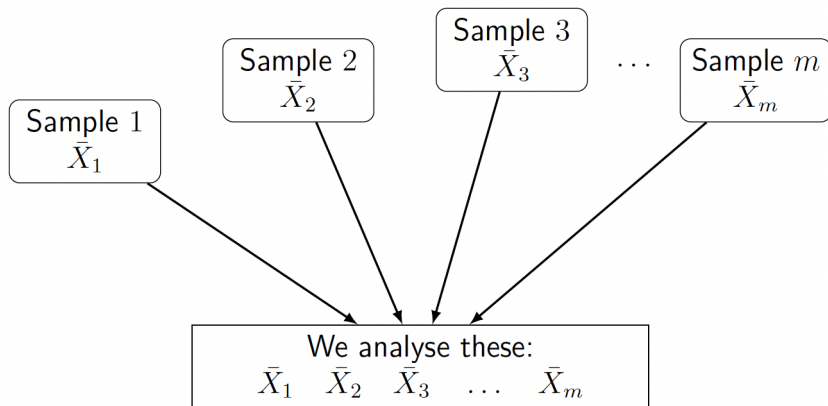 Sample 1
X̄₁
Sample 2
X̄₂
Sample 3
X̄₃
…
Sample m
X̄ₘ
We analyse these:
X̄₁ X̄₂ X̄₃ … X̄ₘ